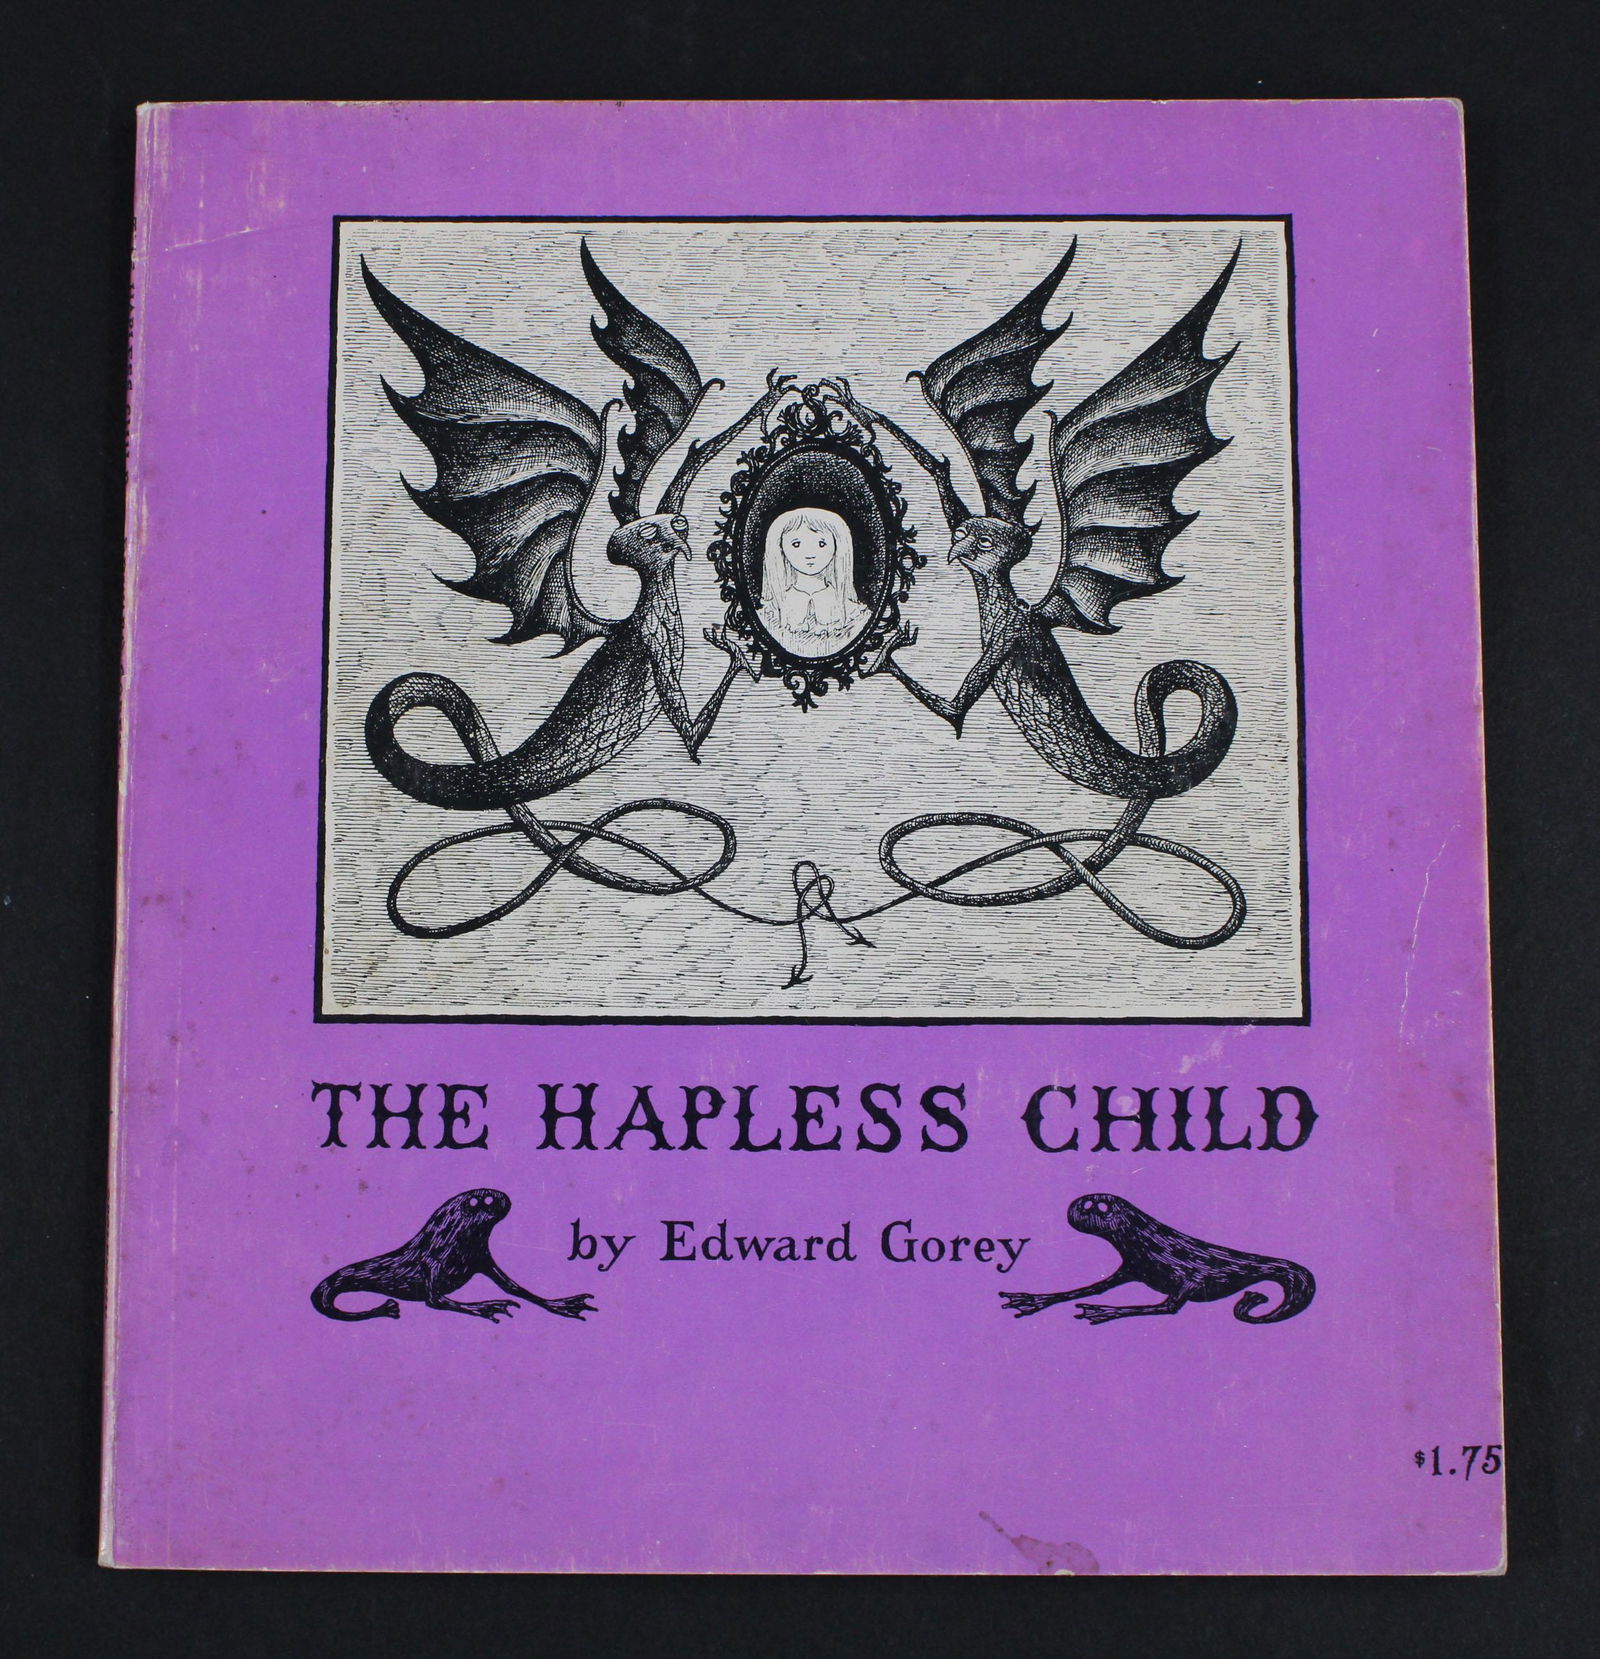 THE HAPLESS CHILD
by Edward Gorey
$1.75